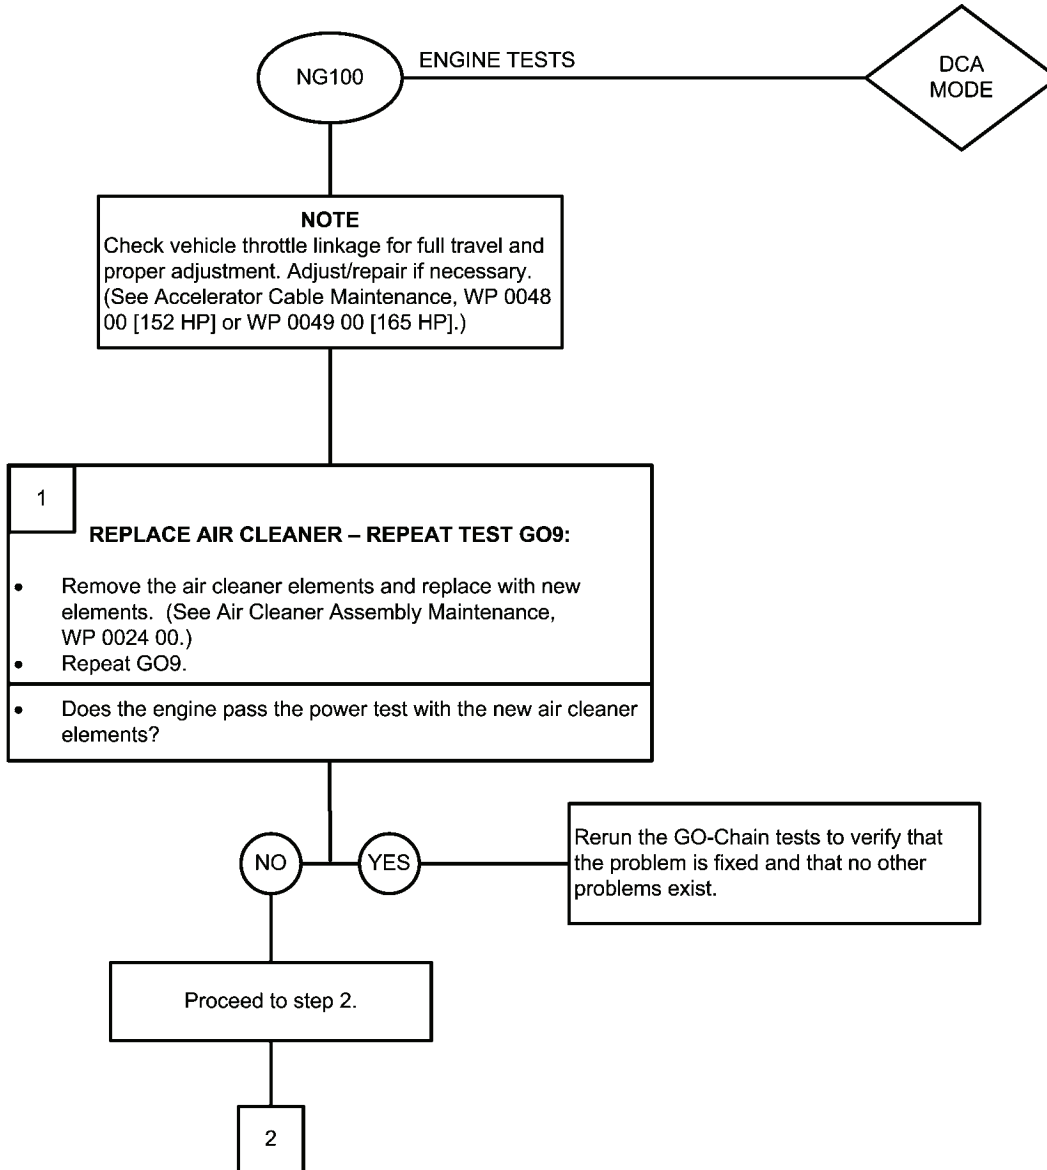 NG100
ENGINE TESTS
DCA
MODE
NOTE
Check vehicle throttle linkage for full travel and
proper adjustment. Adjust/repair if necessary.
(See Accelerator Cable Maintenance, WP 0048
00 [152 HP] or WP 0049 00 [165 HP].)
1
REPLACE AIR CLEANER – REPEAT TEST GO9:
• Remove the air cleaner elements and replace with new
elements. (See Air Cleaner Assembly Maintenance,
WP 0024 00.)
• Repeat GO9.
• Does the engine pass the power test with the new air cleaner
elements?
NO
YES
Rerun the GO-Chain tests to verify that
the problem is fixed and that no other
problems exist.
Proceed to step 2.
2